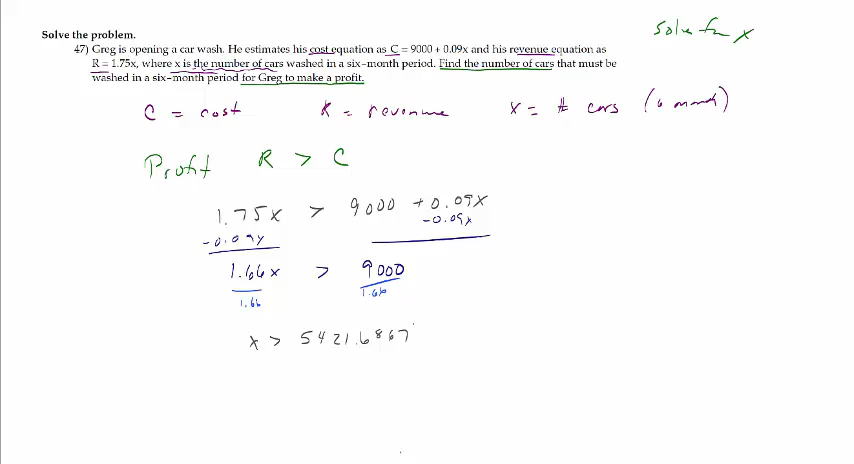 Solve the problem.
solve for x
47) Greg is opening a car wash. He estimates his cost equation as C = 9000 + 0.09x and his revenue equation as
R = 1.75x, where x is the number of cars washed in a six-month period. Find the number of cars that must be
washed in a six-month period for Greg to make a profit.
C = cost R = revenue x = # cars (6 month)
Profit R > C
1.75x > 9000 + 0.09x
-0.09x -0.09x
1.66x > 9000
1.66 1.66
x > 5421.6867